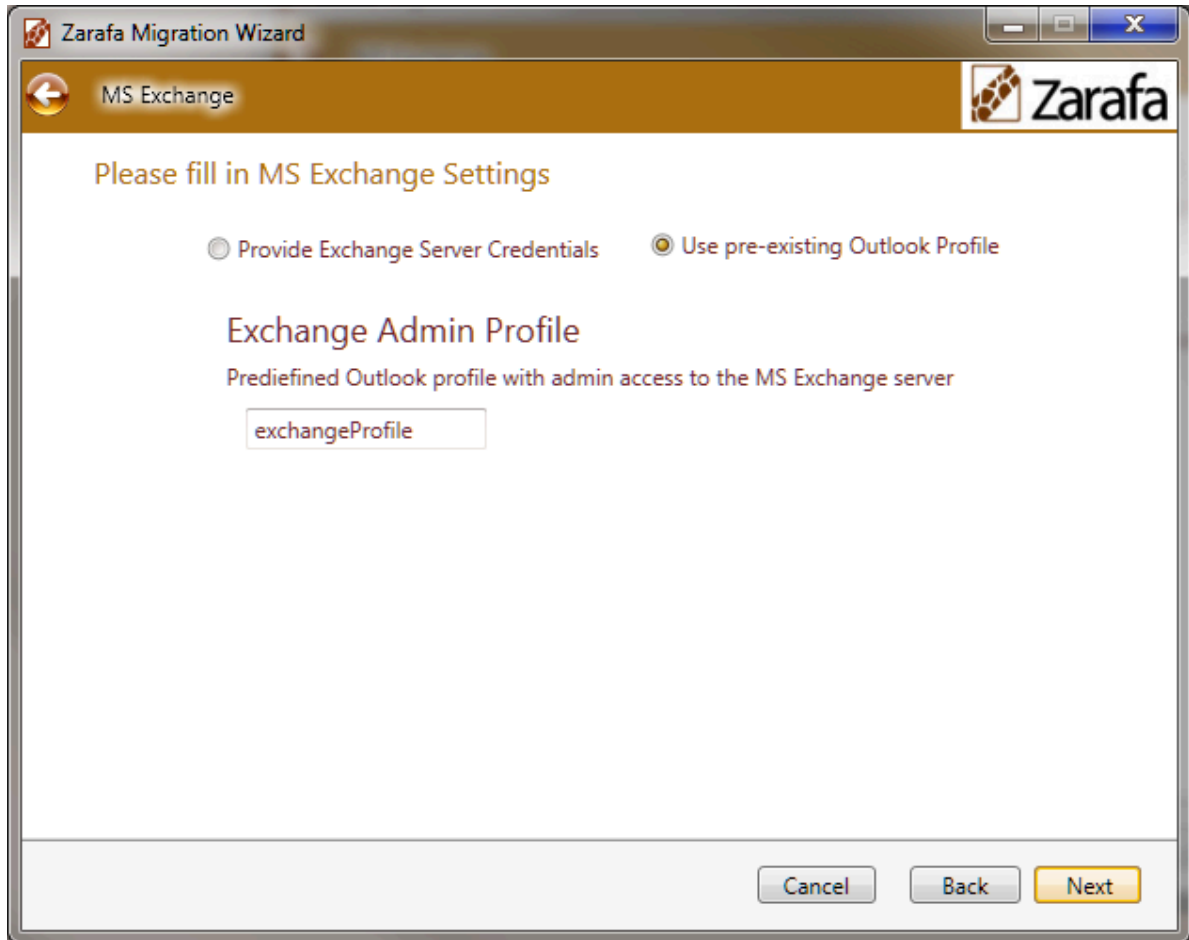 Zarafa Migration Wizard
MS Exchange
Zarafa
Please fill in MS Exchange Settings
Provide Exchange Server Credentials
Use pre-existing Outlook Profile
Exchange Admin Profile
Prediefined Outlook profile with admin access to the MS Exchange server
exchangeProfile
Cancel
Back
Next